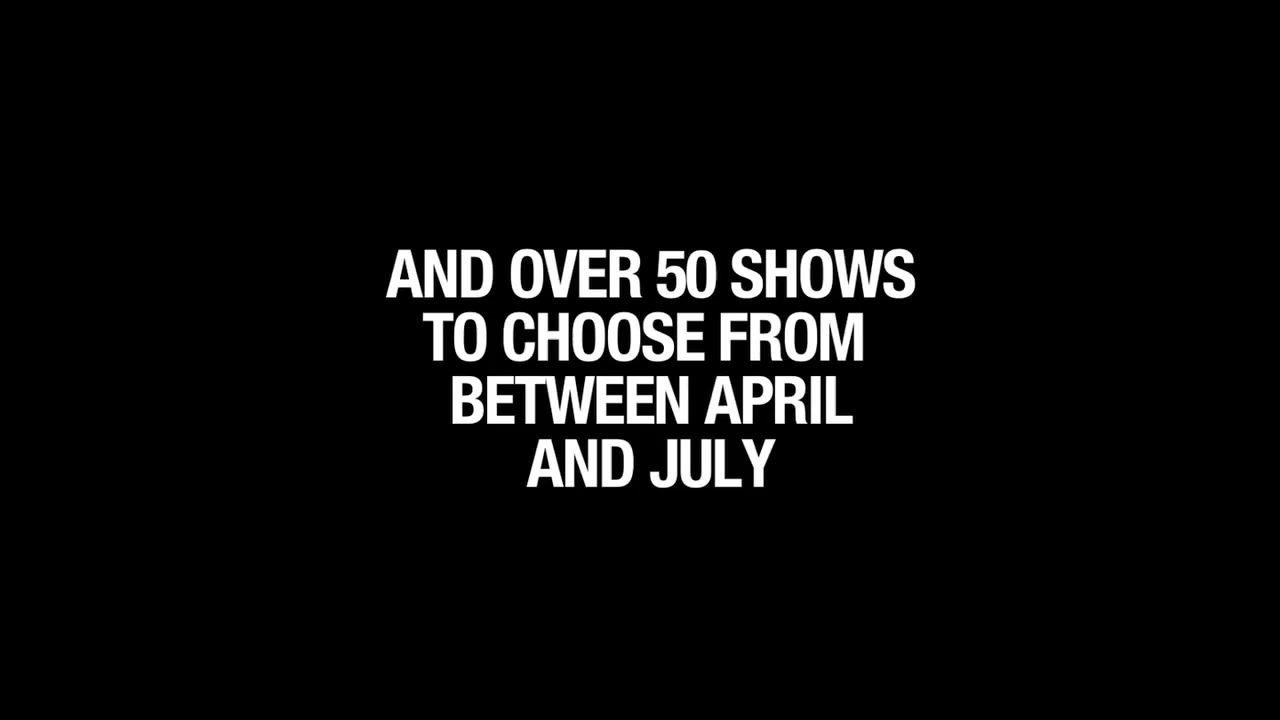 AND OVER 50 SHOWS
TO CHOOSE FROM
BETWEEN APRIL
AND JULY